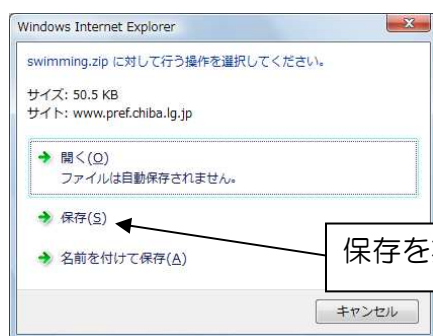 Windows Internet Explorer
swimming.zip に対して行う操作を選択してください。
サイズ: 50.5 KB
サイト: www.pref.chiba.lg.jp
開く(O)
ファイルは自動保存されません。
保存(S)
名前を付けて保存(A)
保存を
キャンセル